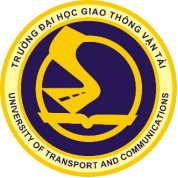 TRƯỜNG ĐẠI HỌC GIAO THÔNG VẬN TẢI
UNIVERSITY OF TRANSPORT AND COMMUNICATIONS